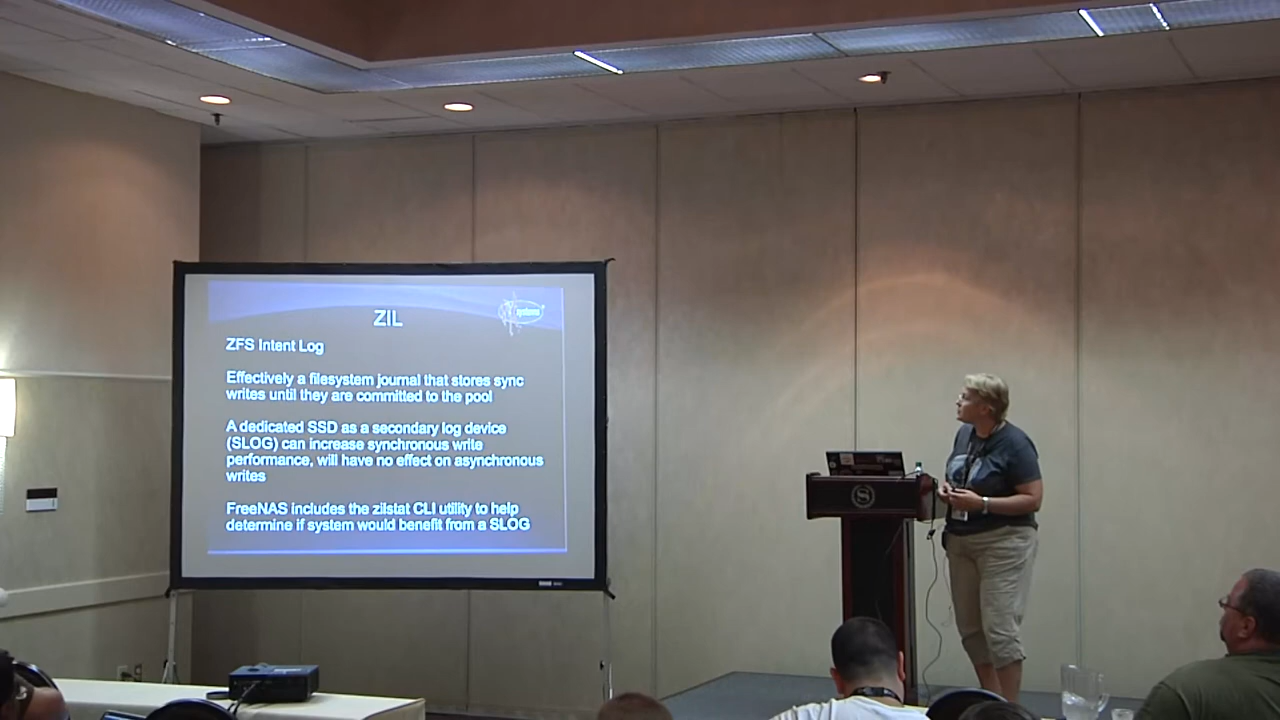 ZIL
systems
ZFS Intent Log
Effectively a filesystem journal that stores sync
writes until they are committed to the pool
A dedicated SSD as a secondary log device
(SLOG) can increase synchronous write
performance, will have no effect on asynchronous
writes
FreeNAS includes the zilstat CLI utility to help
determine if system would benefit from a SLOG
S